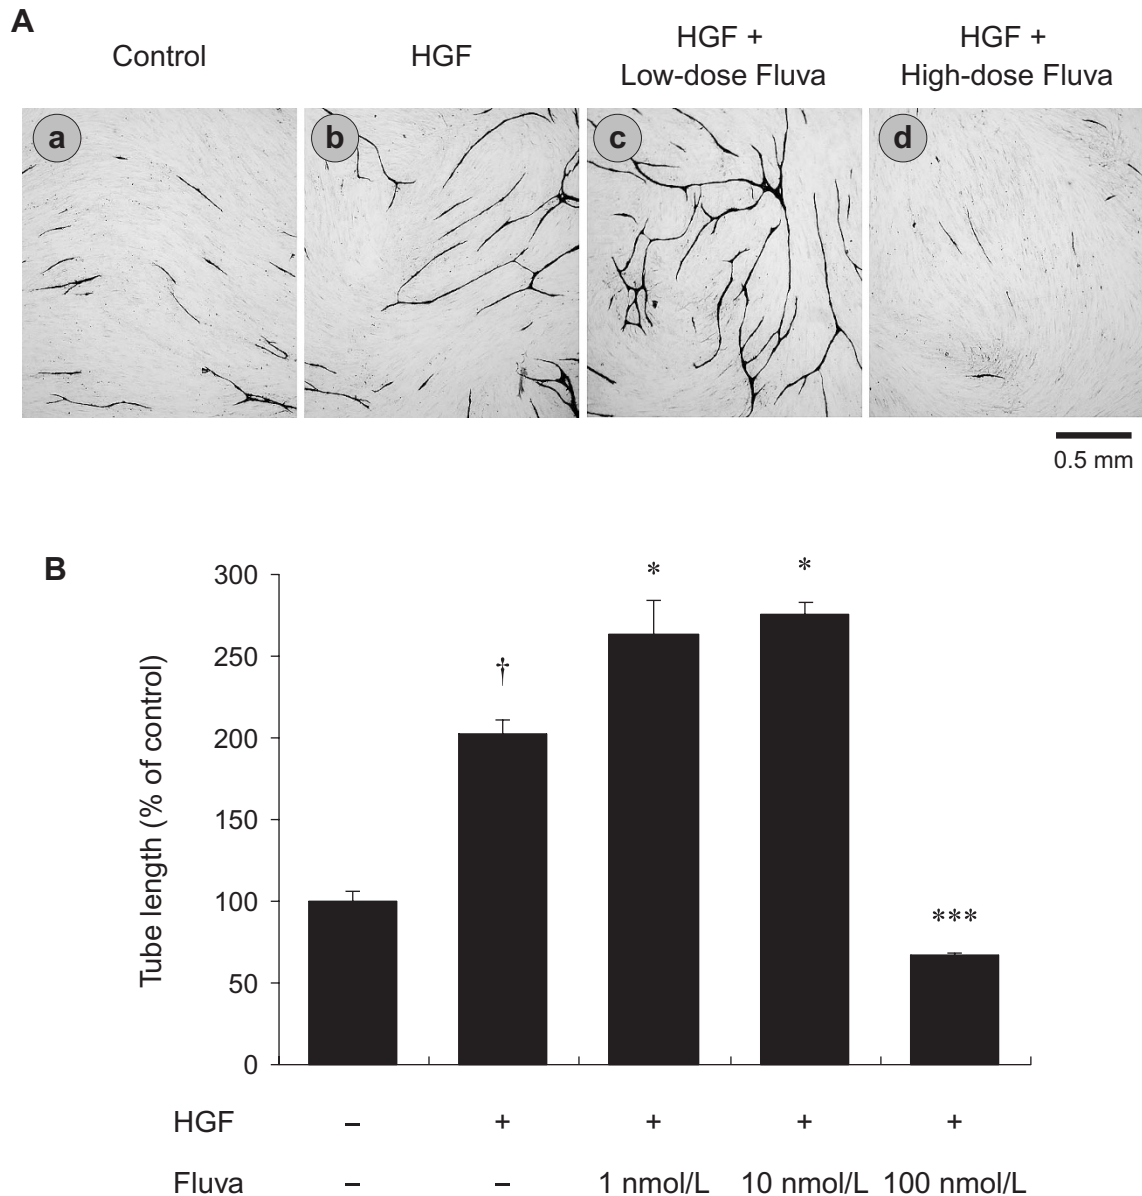 A
Control
HGF
HGF +
Low-dose Fluva
HGF +
High-dose Fluva
a
b
c
d
0.5 mm
B
Tube length (% of control)
300
250
200
150
100
50
0
†
*
*
***
HGF – + + + +
Fluva – – 1 nmol/L 10 nmol/L 100 nmol/L